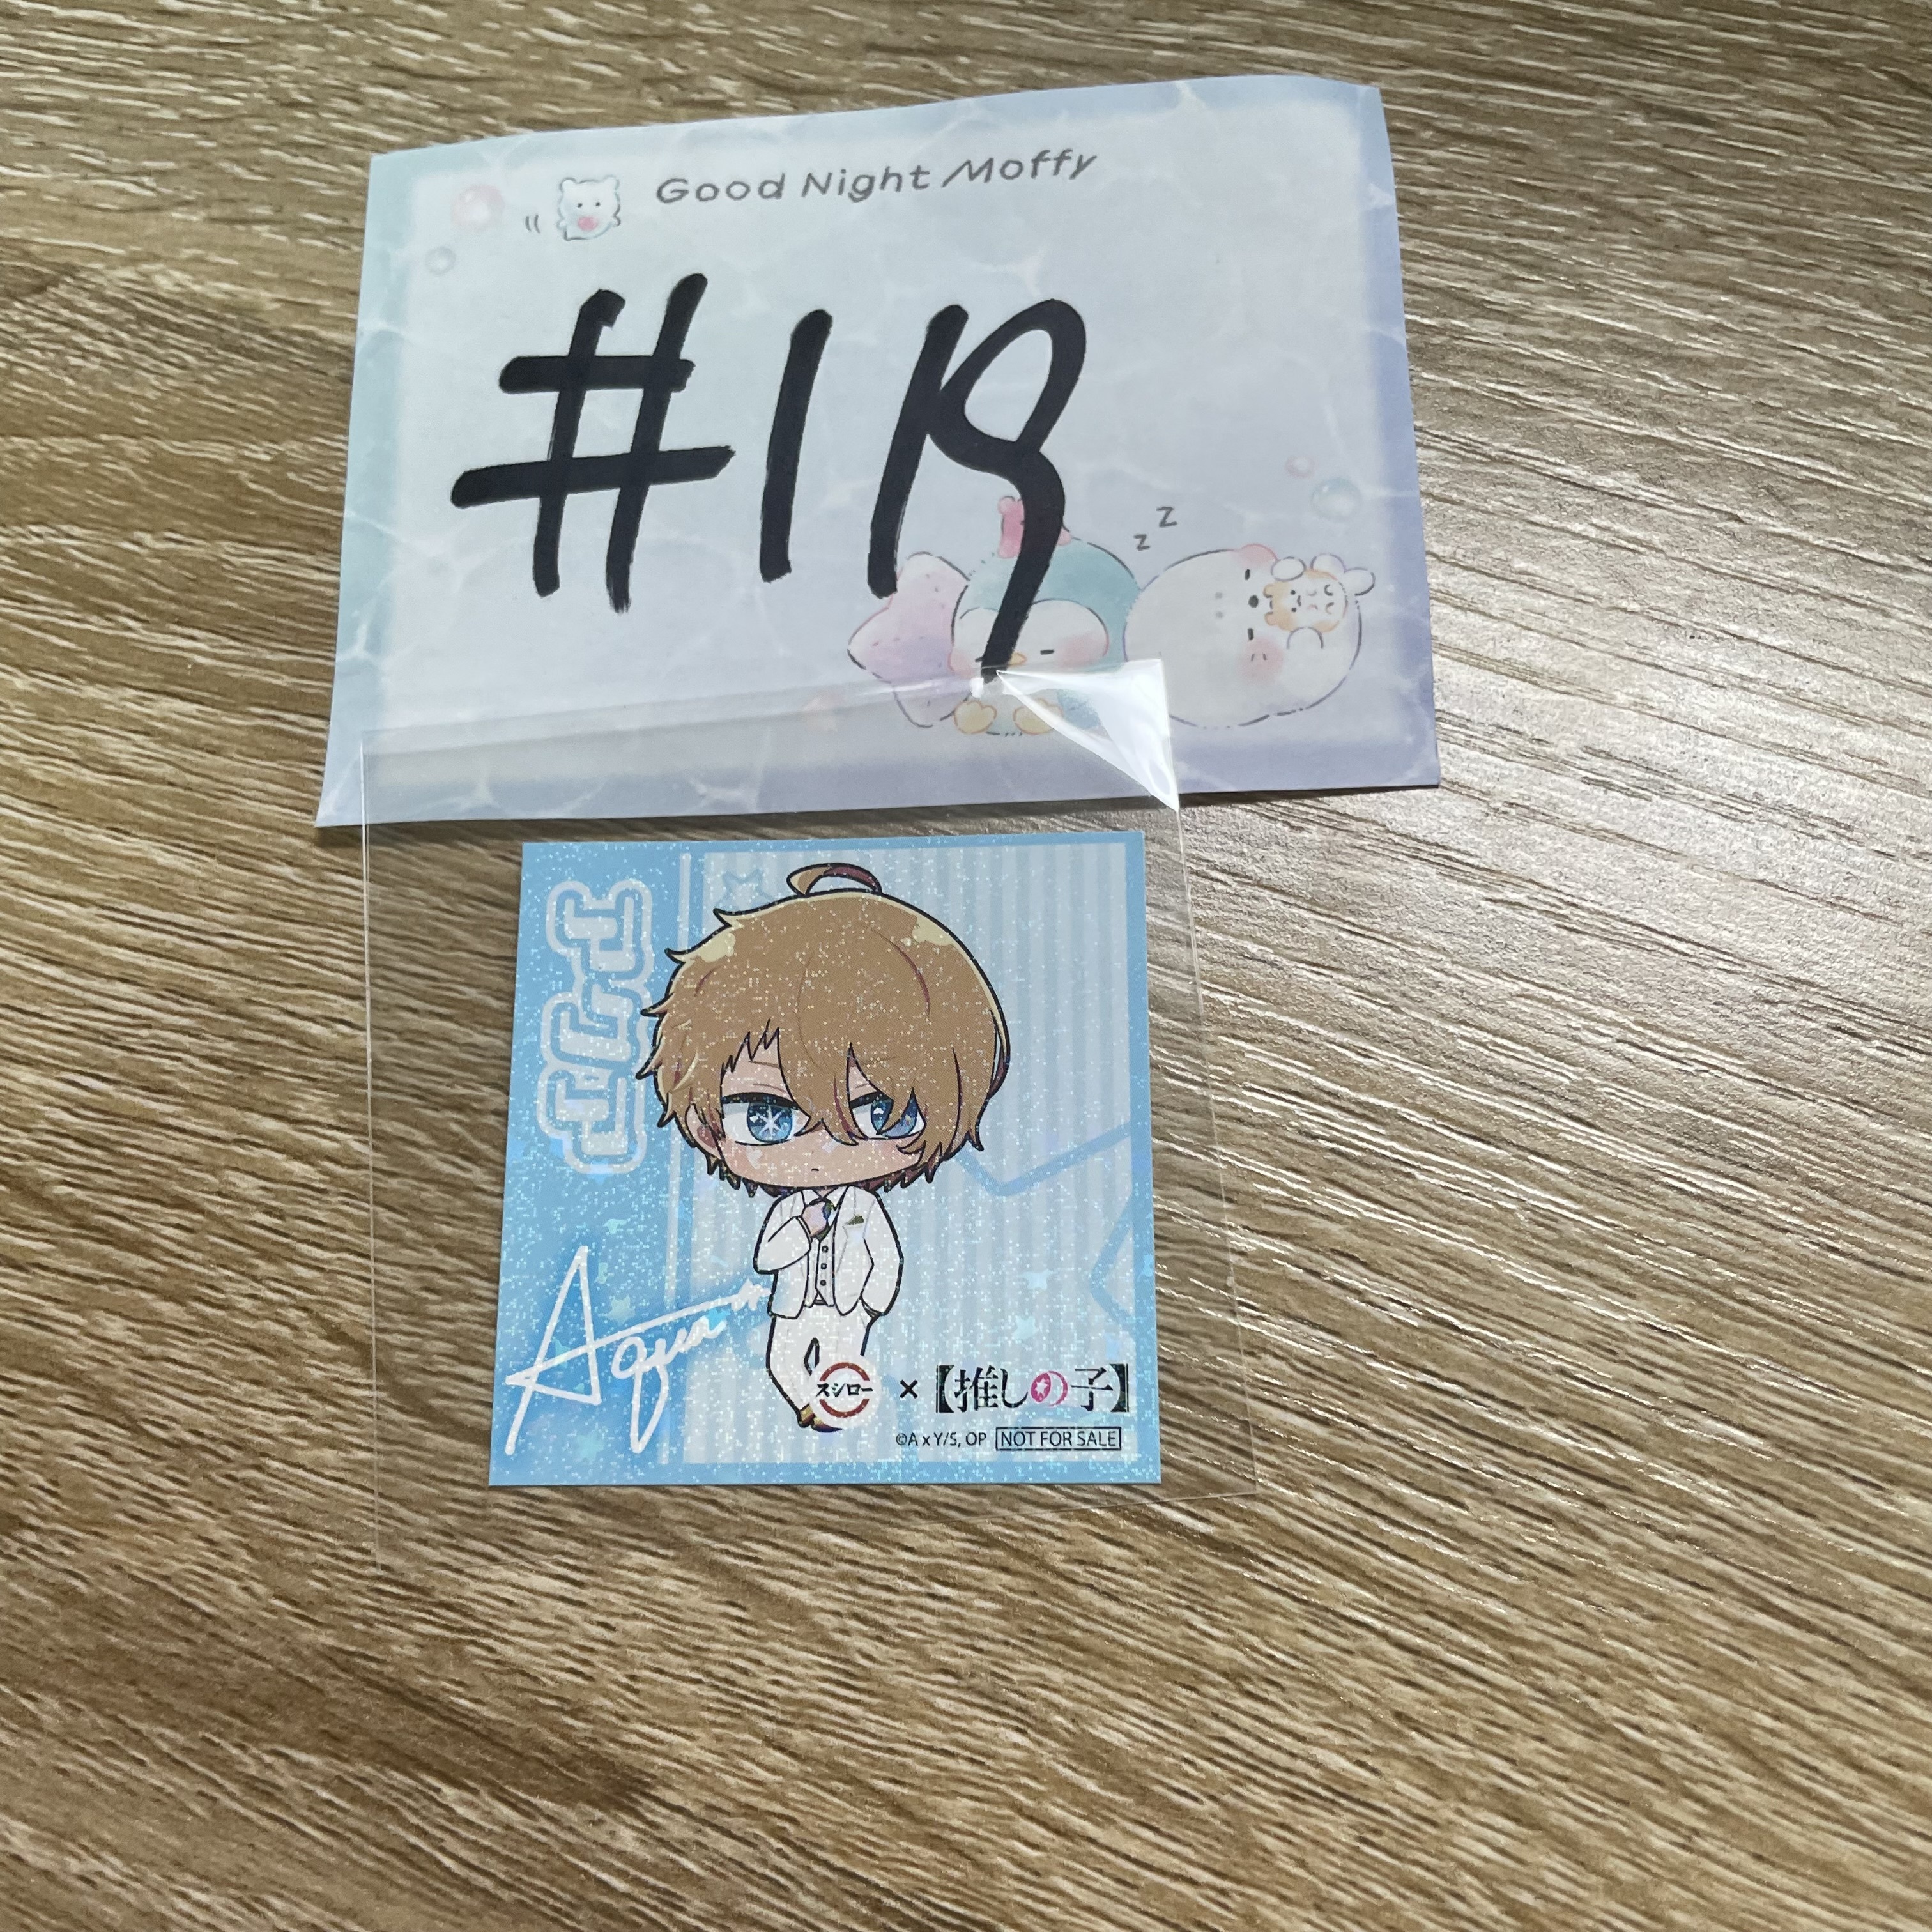 Good Night Moffy
z z
アクア
Aqua
スシロー × 【推しの子】
©A x Y/S, OP NOT FOR SALE